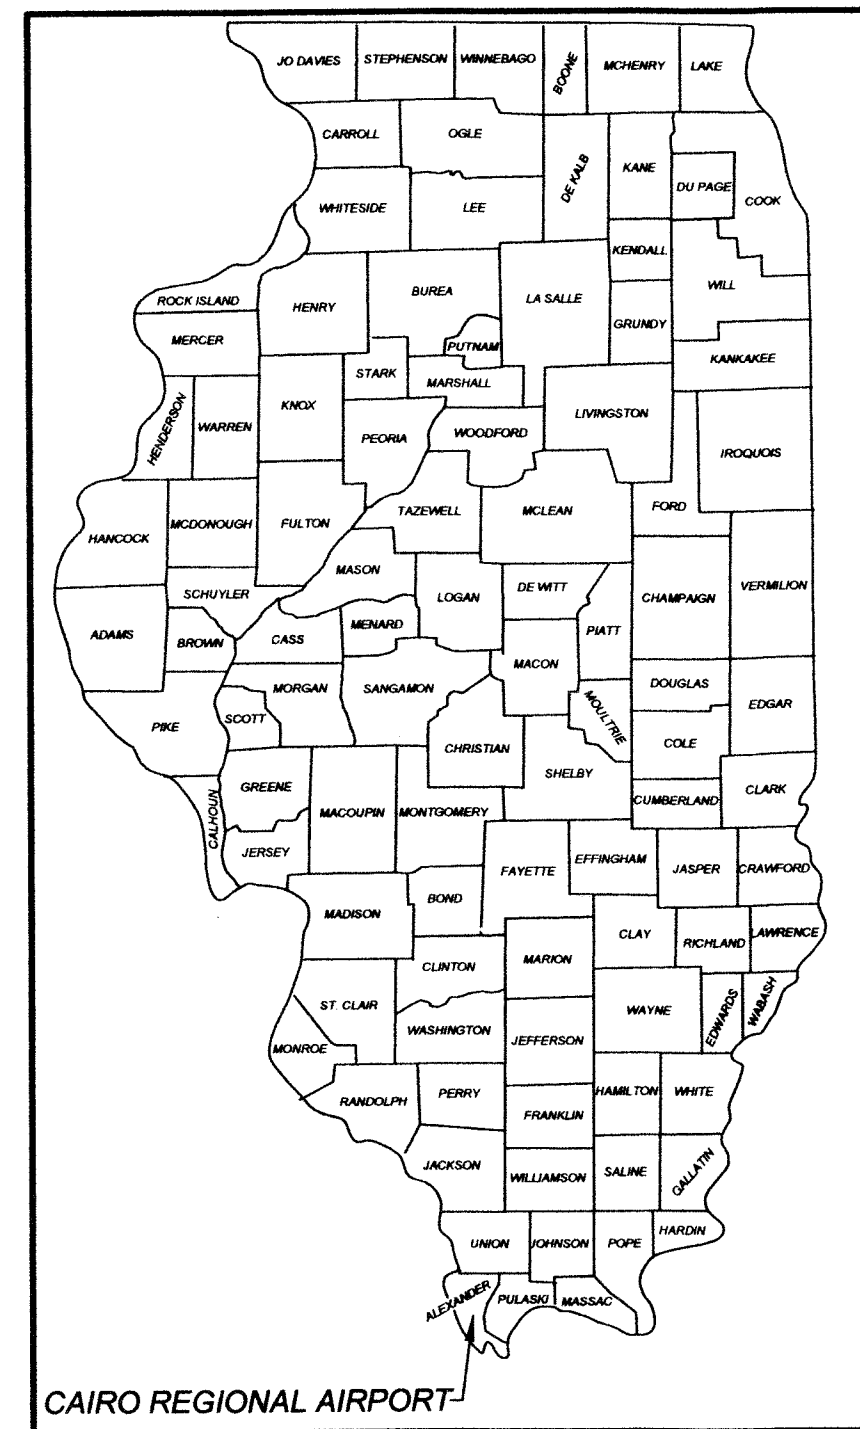 JO DAVIES
STEPHENSON
WINNEBAGO
BOONE
MCHENRY
LAKE
CARROLL
OGLE
DE KALB
KANE
DU PAGE
COOK
WHITESIDE
LEE
KENDALL
ROCK ISLAND
HENRY
BUREA
LA SALLE
WILL
GRUNDY
MERCER
PUTNAM
KANKAKEE
STARK
MARSHALL
HENDERSON
WARREN
KNOX
PEORIA
WOODFORD
LIVINGSTON
IROQUOIS
HANCOCK
MCDONOUGH
FULTON
TAZEWELL
MCLEAN
FORD
SCHUYLER
MASON
LOGAN
DE WITT
CHAMPAIGN
VERMILION
ADAMS
BROWN
CASS
MENARD
PIATT
MACON
PIKE
SCOTT
MORGAN
SANGAMON
MOULTRIE
DOUGLAS
EDGAR
CHRISTIAN
COLE
SHELBY
CALHOUN
GREENE
MACOUPIN
MONTGOMERY
CUMBERLAND
CLARK
JERSEY
FAYETTE
EFFINGHAM
JASPER
CRAWFORD
MADISON
BOND
CLAY
RICHLAND
LAWRENCE
CLINTON
MARION
ST. CLAIR
WAYNE
EDWARDS
WABASH
WASHINGTON
JEFFERSON
MONROE
RANDOLPH
PERRY
HAMILTON
WHITE
FRANKLIN
JACKSON
WILLIAMSON
SALINE
GALLATIN
UNION
JOHNSON
POPE
HARDIN
ALEXANDER
PULASKI
MASSAC
CAIRO REGIONAL AIRPORT